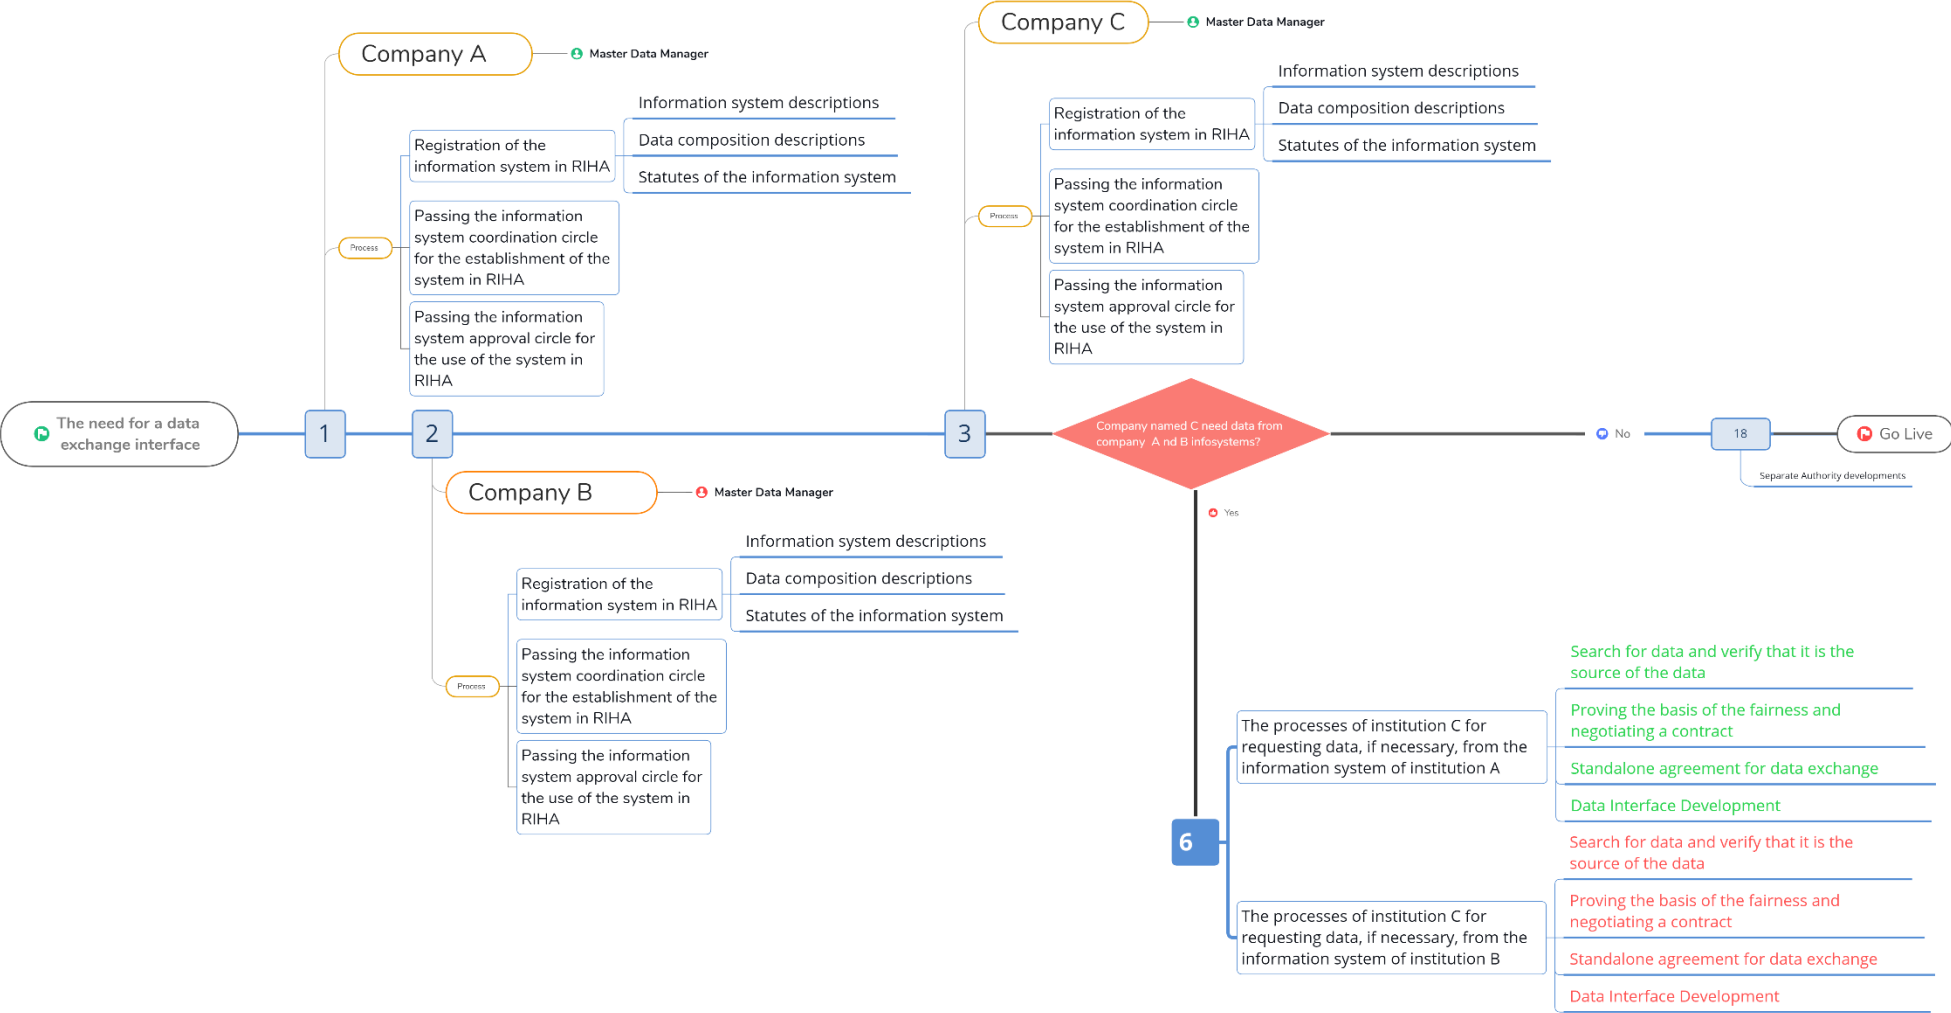 Company A
Master Data Manager
Registration of the
information system in RIHA
Information system descriptions
Data composition descriptions
Statutes of the information system
Process
Passing the information
system coordination circle
for the establishment of the
system in RIHA
Passing the information
system approval circle for
the use of the system in
RIHA
Company C
Master Data Manager
Registration of the
information system in RIHA
Information system descriptions
Data composition descriptions
Statutes of the information system
Process
Passing the information
system coordination circle
for the establishment of the
system in RIHA
Passing the information
system approval circle for
the use of the system in
RIHA
The need for a data
exchange interface
1
2
3
Company named C need data from
company A nd B infosystems?
No
18
Go Live
Separate Authority developments
Yes
Company B
Master Data Manager
Registration of the
information system in RIHA
Information system descriptions
Data composition descriptions
Statutes of the information system
Process
Passing the information
system coordination circle
for the establishment of the
system in RIHA
Passing the information
system approval circle for
the use of the system in
RIHA
6
The processes of institution C for
requesting data, if necessary, from the
information system of institution A
Search for data and verify that it is the
source of the data
Proving the basis of the fairness and
negotiating a contract
Standalone agreement for data exchange
Data Interface Development
The processes of institution C for
requesting data, if necessary, from the
information system of institution B
Search for data and verify that it is the
source of the data
Proving the basis of the fairness and
negotiating a contract
Standalone agreement for data exchange
Data Interface Development